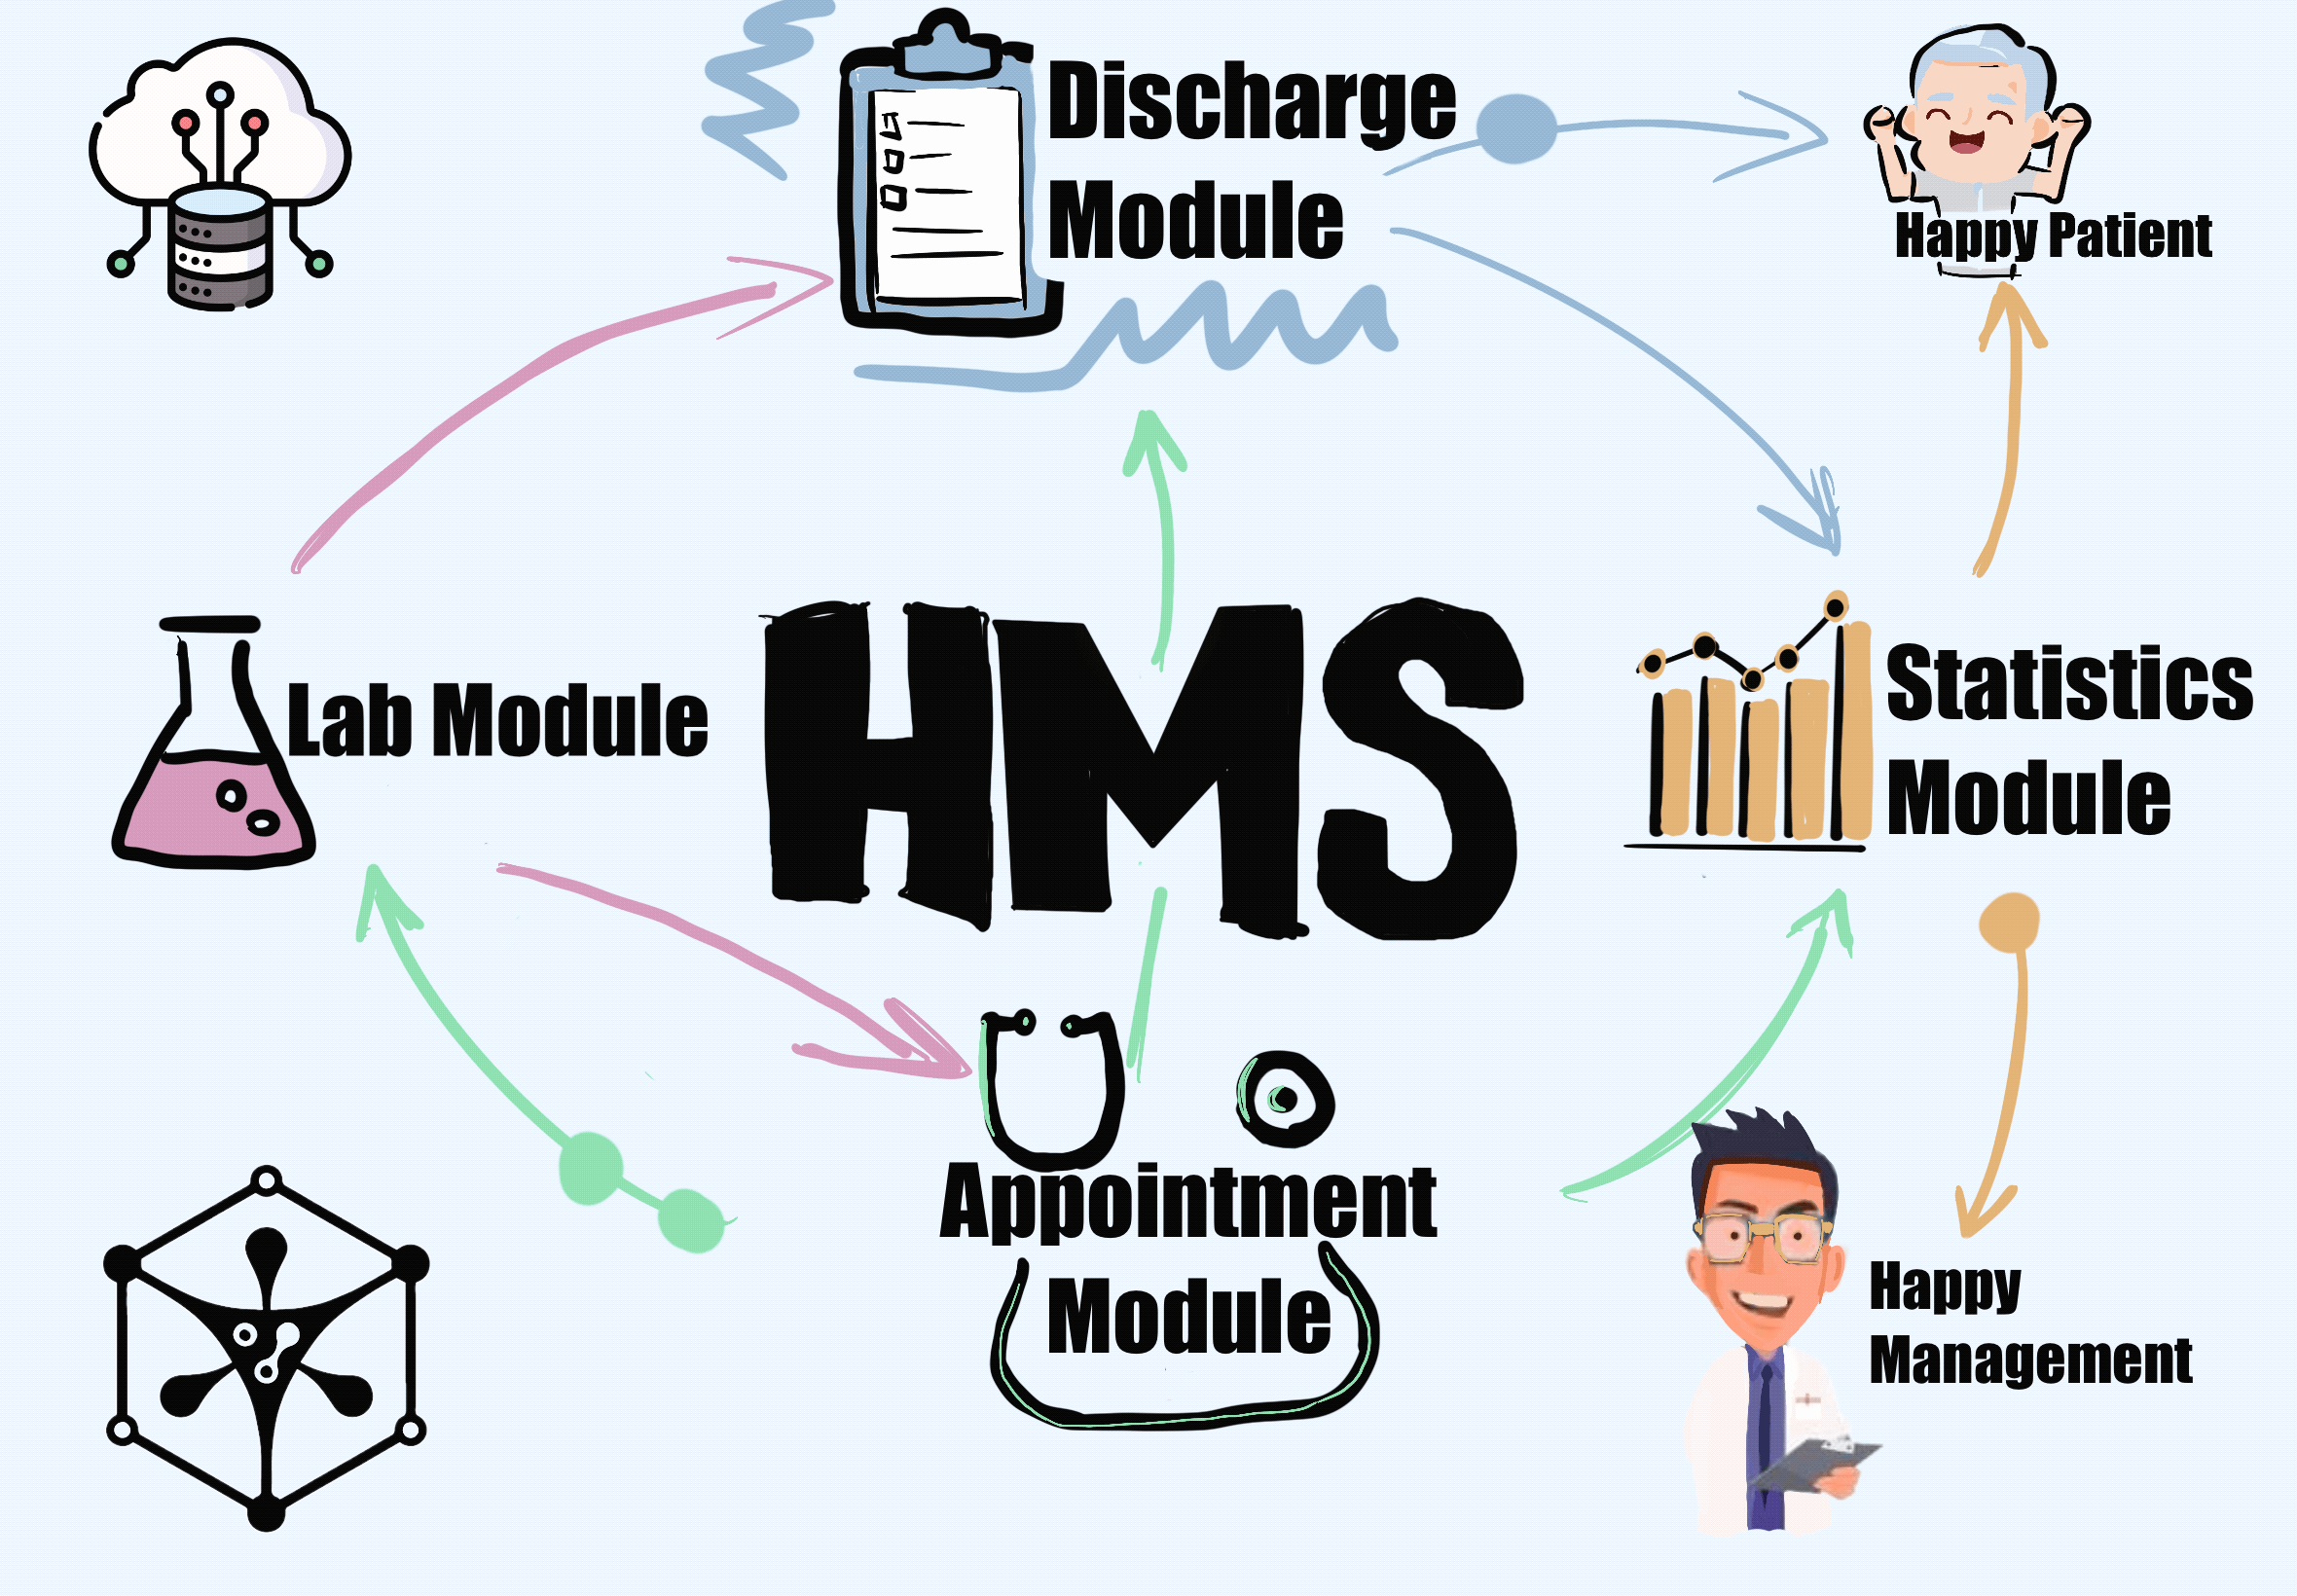 Discharge
Module
Happy Patient
Lab Module
HMS
Statistics
Module
Appointment
Module
Happy
Management